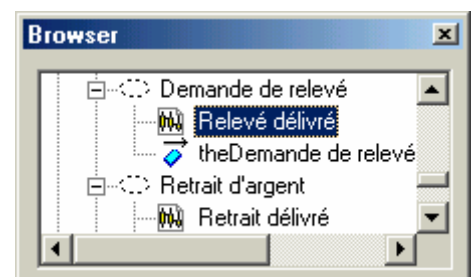 Browser
Demande de relevé
Relevé délivré
theDemande de relevé
Retrait d'argent
Retrait délivré